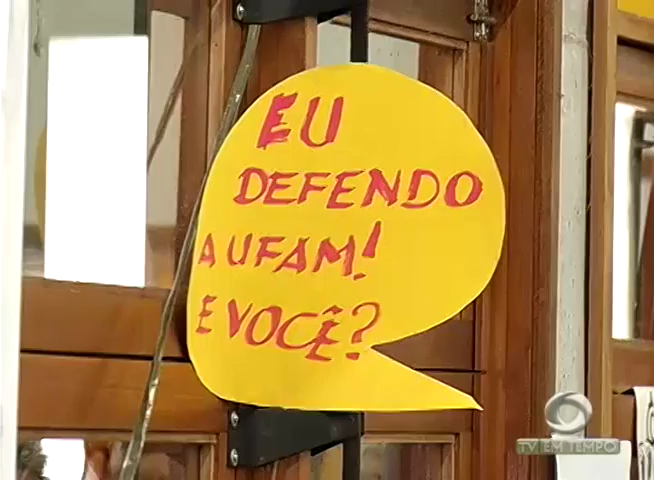 EU
DEFENDO
A UFAM!
E VOCÊ?
TV EM TEMPO